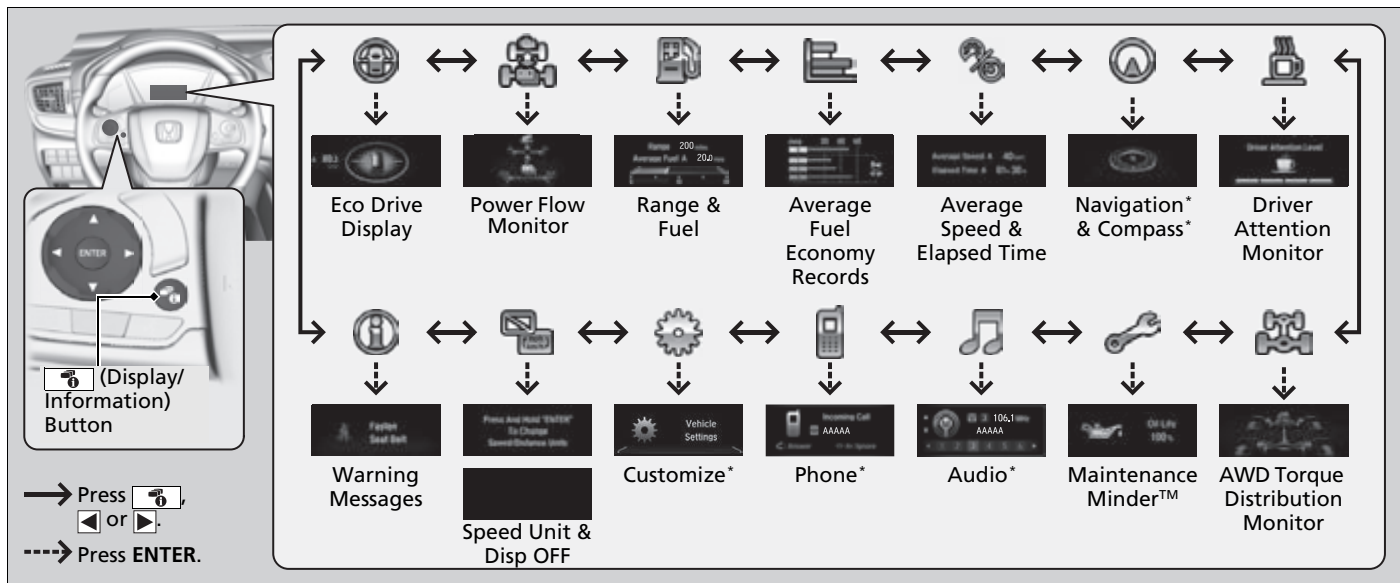 ENTER
(Display/
Information)
Button
Press
,
or
.
Press ENTER.
Range 200 miles
Average Fuel A 20.0
Average Speed A 40
Elapsed Time A
Driver Attention Level
Eco Drive
Display
Power Flow
Monitor
Range &
Fuel
Average
Fuel
Economy
Records
Average
Speed &
Elapsed Time
Navigation*
& Compass*
Driver
Attention
Monitor
Fasten
Seat Belt
Press And Hold "ENTER"
To Change
Speed/Distance Units
Vehicle
Settings
Incoming Call
AAAAA
106.1
AAAAA
Oil Life
100%
Warning
Messages
Speed Unit &
Disp OFF
Customize*
Phone*
Audio*
Maintenance
Minder™
AWD Torque
Distribution
Monitor